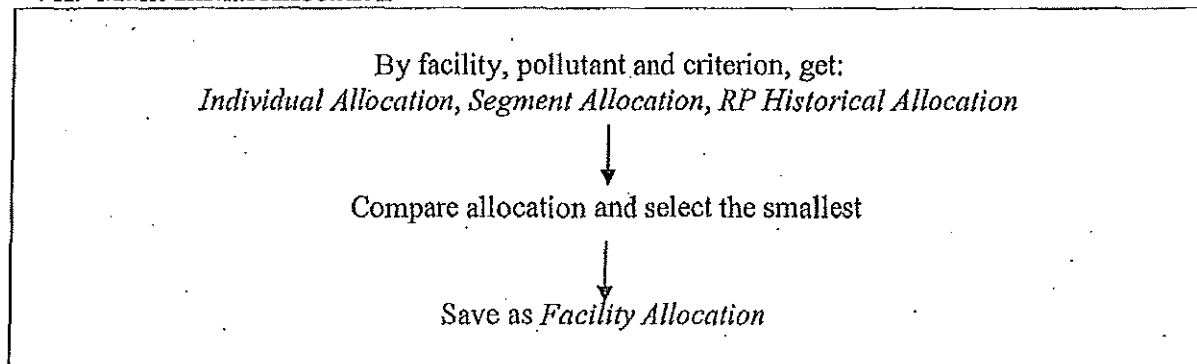 By facility, pollutant and criterion, get:
Individual Allocation, Segment Allocation, RP Historical Allocation
Compare allocation and select the smallest
Save as Facility Allocation